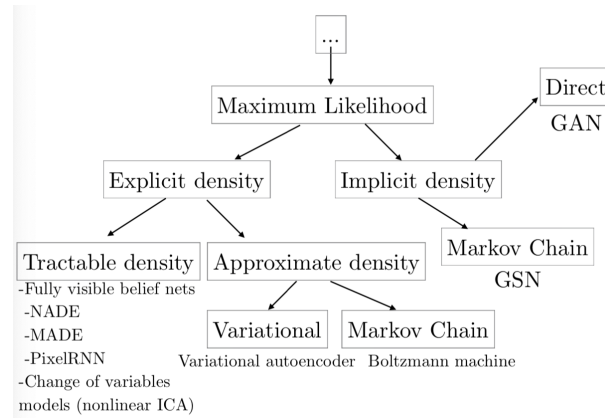 ...
Maximum Likelihood
Direct
GAN
Explicit density
Implicit density
Markov Chain
GSN
Tractable density
-Fully visible belief nets
-NADE
-MADE
-PixelRNN
-Change of variables
models (nonlinear ICA)
Approximate density
Variational
Variational autoencoder
Markov Chain
Boltzmann machine